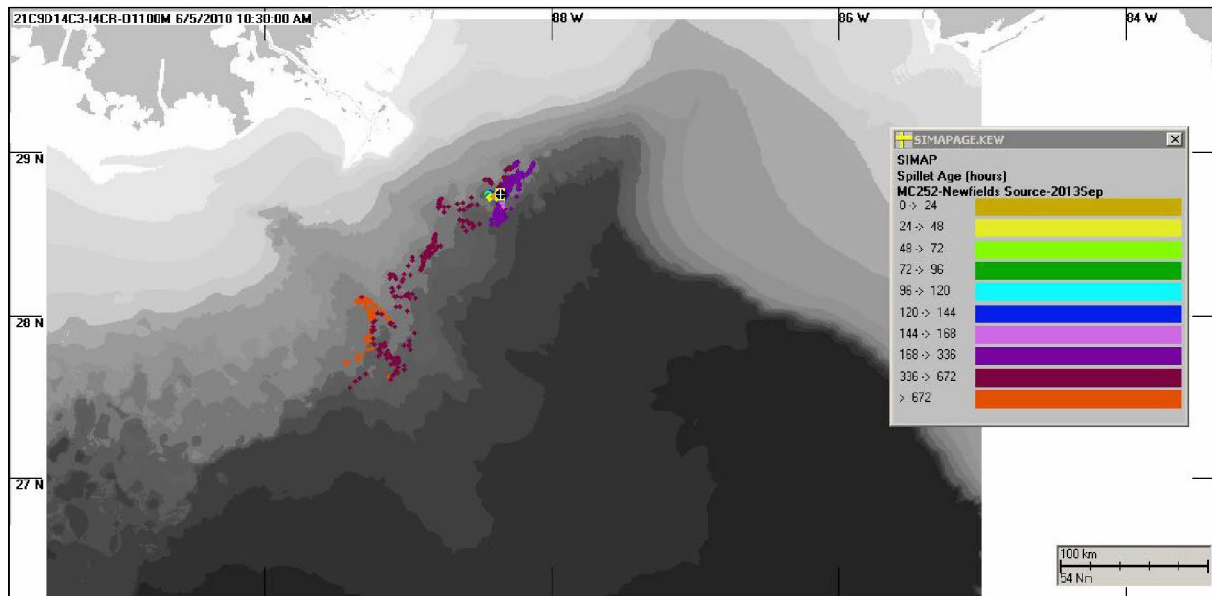 21C9D14C3-I4CR-D1100M 6/5/2010 10:30:00 AM
88 W
86 W
84 W
29 N
28 N
27 N
SIMAPAGE.KEW
SIMAP
Spillet Age (hours)
MC252-Newfields Source-2013Sep
0 -> 24
24 -> 48
48 -> 72
72 -> 96
96 -> 120
120 -> 144
144 -> 168
168 -> 336
336 -> 672
> 672
100 km
54 Nm